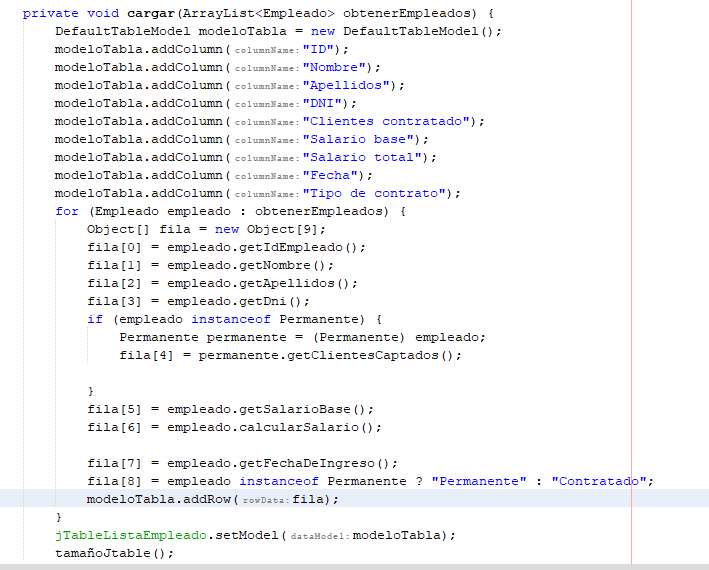 private void cargar(ArrayList<Empleado> obtenerEmpleados) {
DefaultTableModel modeloTabla = new DefaultTableModel();
modeloTabla.addColumn(columnName:"ID");
modeloTabla.addColumn(columnName:"Nombre");
modeloTabla.addColumn(columnName:"Apellidos");
modeloTabla.addColumn(columnName:"DNI");
modeloTabla.addColumn(columnName:"Clientes contratado");
modeloTabla.addColumn(columnName:"Salario base");
modeloTabla.addColumn(columnName:"Salario total");
modeloTabla.addColumn(columnName:"Fecha");
modeloTabla.addColumn(columnName:"Tipo de contrato");
for (Empleado empleado : obtenerEmpleados) {
Object[] fila = new Object[9];
fila[0] = empleado.getIdEmpleado();
fila[1] = empleado.getNombre();
fila[2] = empleado.getApellidos();
fila[3] = empleado.getDni();
if (empleado instanceof Permanente) {
Permanente permanente = (Permanente) empleado;
fila[4] = permanente.getClientesCaptados();
}
fila[5] = empleado.getSalarioBase();
fila[6] = empleado.calcularSalario();
fila[7] = empleado.getFechaDeIngreso();
fila[8] = empleado instanceof Permanente ? "Permanente" : "Contratado";
modeloTabla.addRow(rowData:fila);
}
jTableListaEmpleado.setModel(dataModel:modeloTabla);
tamañoJtable();